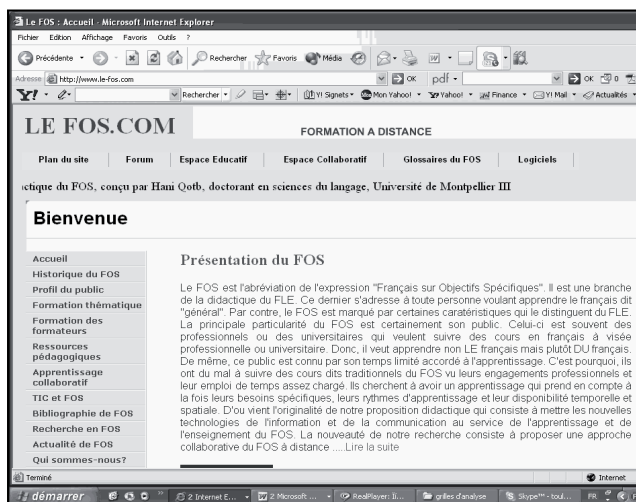 Le FOS : Accueil - Microsoft Internet Explorer
Fichier Edition Affichage Favoris Outils ?
Précédente Rechercher Favoris Média
Adresse http://www.le-fos.com OK pdf OK
Y! Rechercher Y! Signets Mon Yahoo! Yahoo! Finance Y! Mail Actualités
LE FOS.COM
FORMATION A DISTANCE
Plan du site Forum Espace Educatif Espace Collaboratif Glossaires du FOS Logiciels
ctique du FOS, conçu par Hani Qotb, doctorant en sciences du langage, Université de Montpellier III
Bienvenue
Accueil
Historique du FOS
Profil du public
Formation thématique
Formation des
formateurs
Ressources
pédagogiques
Apprentissage
collaboratif
TIC et FOS
Bibliographie de FOS
Recherche en FOS
Actualité de FOS
Qui sommes-nous?
Présentation du FOS
Le FOS est l'abréviation de l'expression "Français sur Objectifs Spécifiques". Il est une branche
de la didactique du FLE. Ce dernier s'adresse à toute personne voulant apprendre le français dit
"général". Par contre, le FOS est marqué par certaines caratéristiques qui le distinguent du FLE.
La principale particularité du FOS est certainement son public. Celui-ci est souvent des
professionnels ou des universitaires qui veulent suivre des cours en français à visée
professionnelle ou universitaire. Donc, il veut apprendre non LE français mais plutôt DU français.
De même, ce public est connu par son temps limité accordé à l'apprentissage. C'est pourquoi, ils
ont du mal à suivre des cours dits traditionnels du FOS vu leurs engagements professionnels et
leur emploi de temps assez chargé. Ils cherchent à avoir un apprentissage qui prend en compte à
la fois leurs besoins spécifiques, leurs rythmes d'apprentissage et leur disponibilité temporelle et
spatiale. D'ou vient l'originalité de notre proposition didactique qui consiste à mettre les nouvelles
technologies de l'information et de la communication au service de l'apprentissage et de
l'enseignement du FOS. La nouveauté de notre recherche consiste à proposer une approche
collaborative du FOS à distance .....Lire la suite
Terminé Internet
démarrer 2 Internet E... 2 Microsoft ... RealPlayer: Ii... grilles d'analyse Skype™ - toul... FR